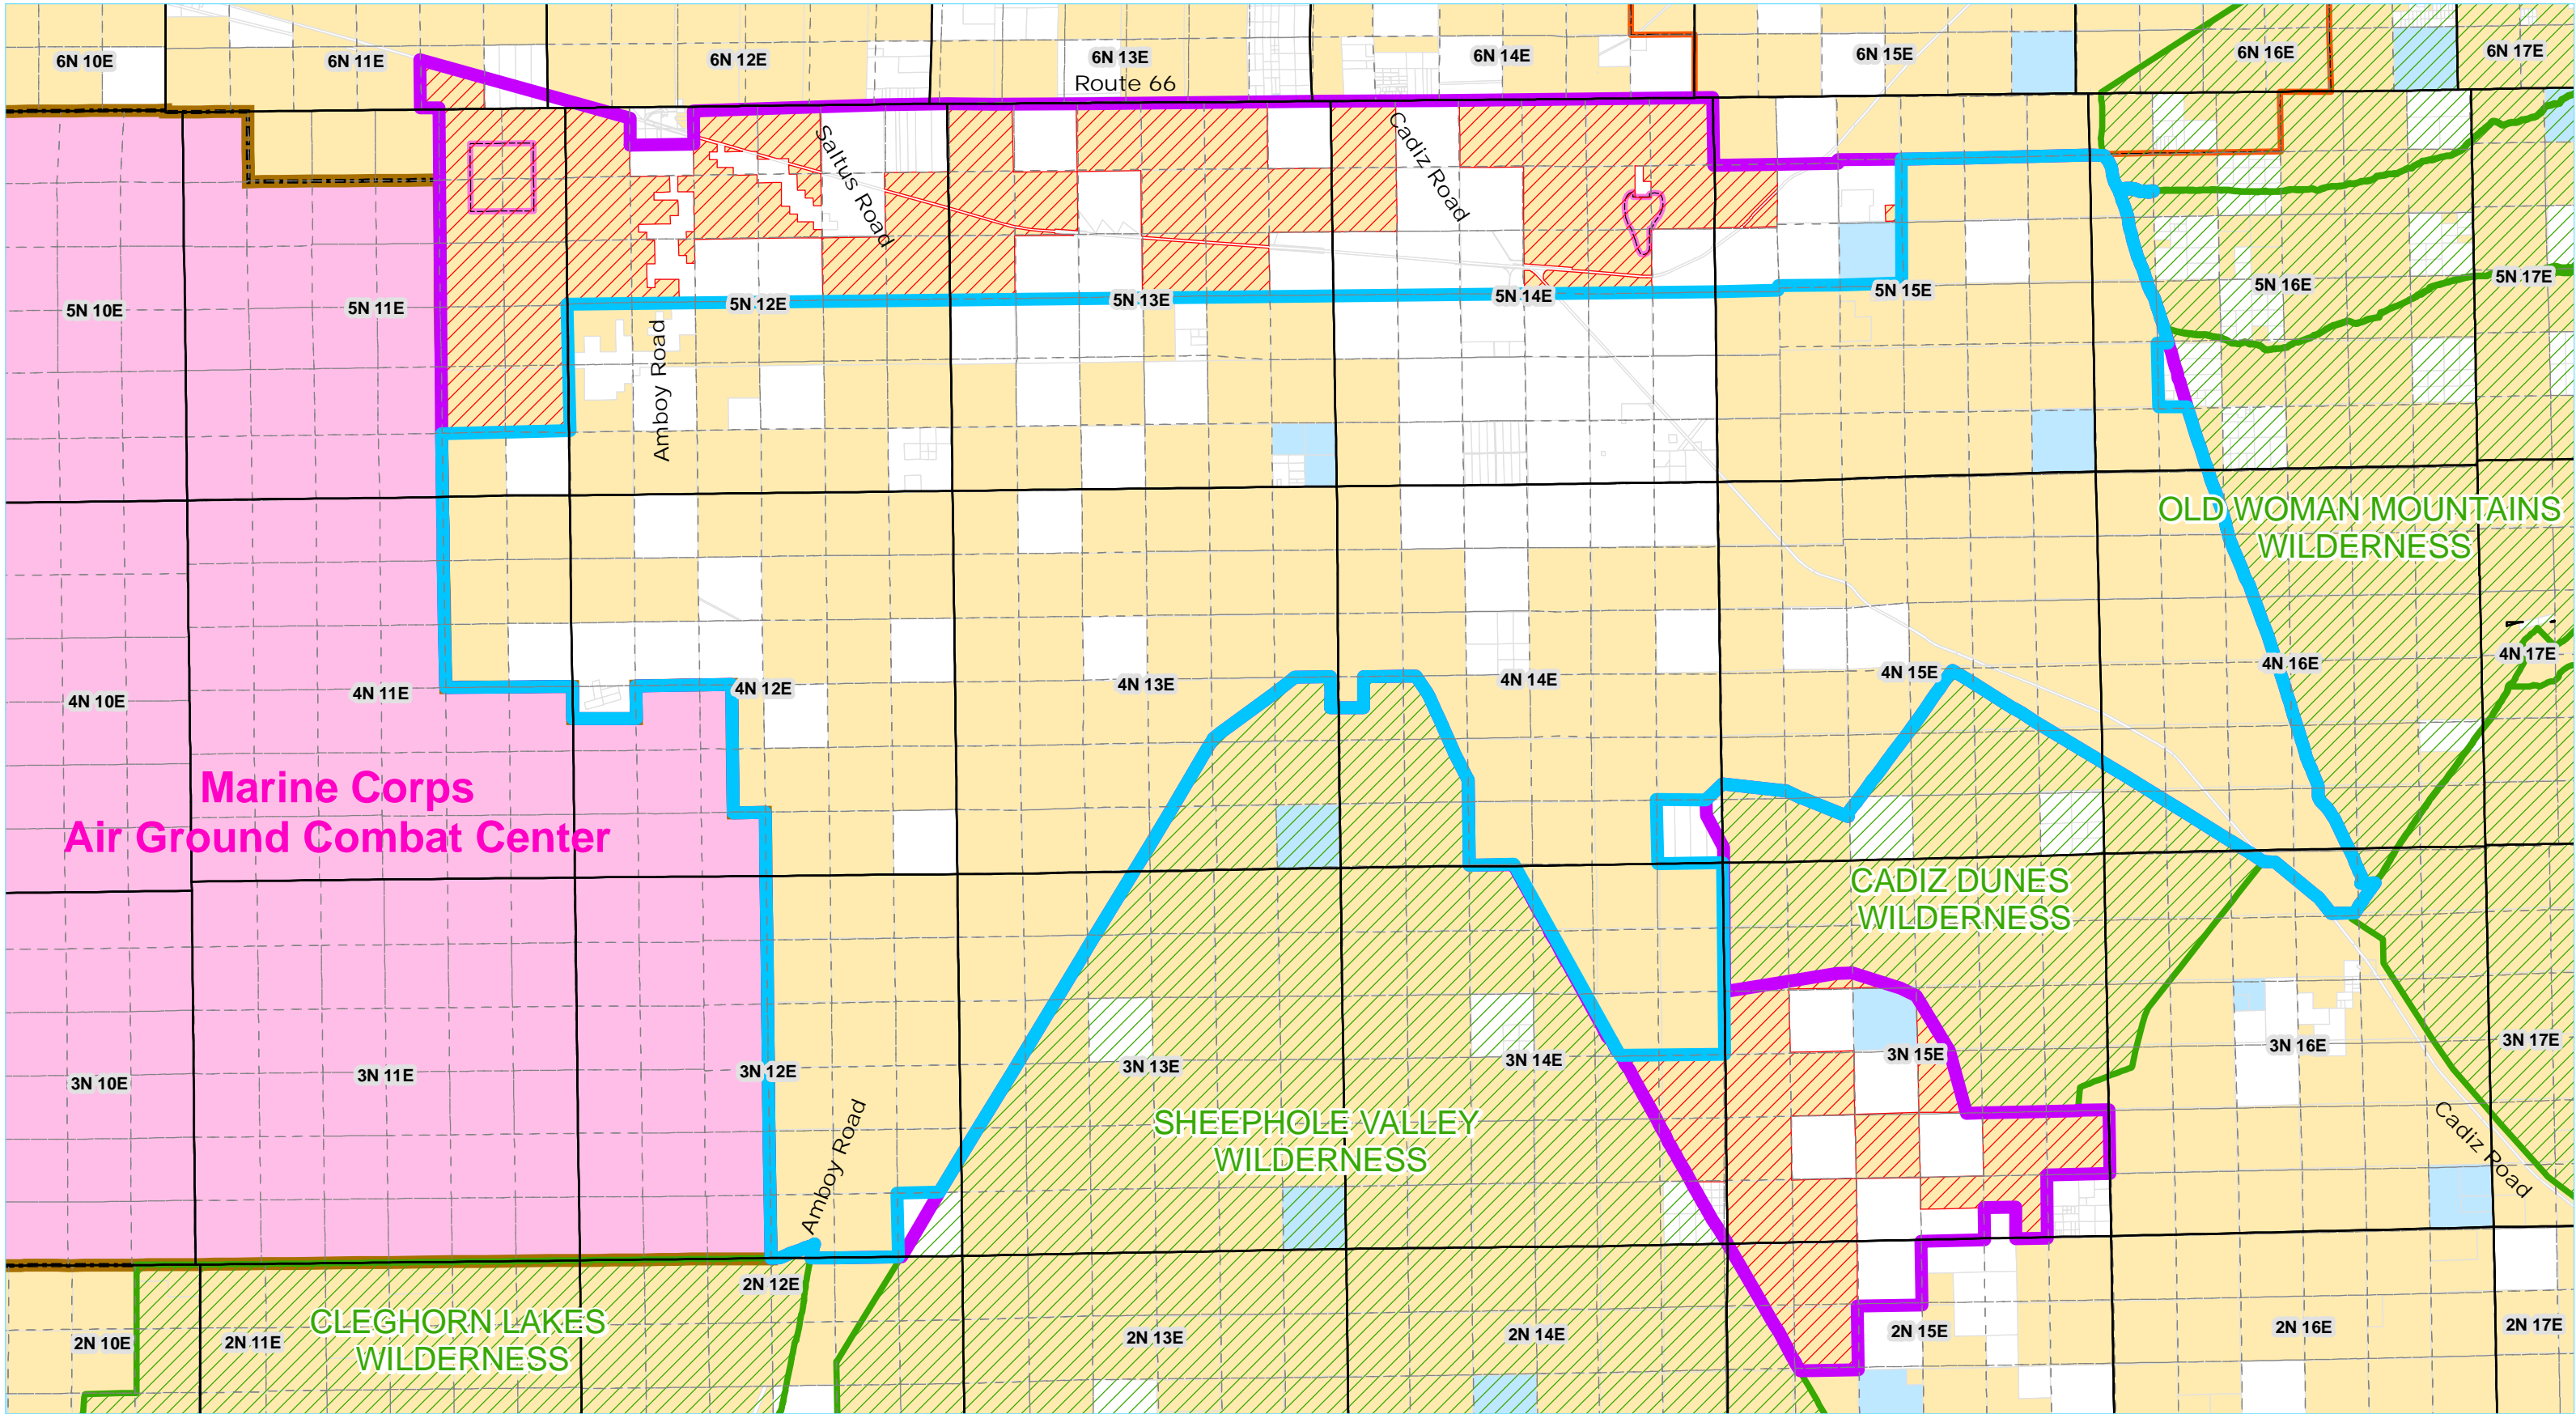 6N 10E
6N 11E
6N 12E
6N 13E
6N 14E
6N 15E
6N 16E
6N 17E
Route 66
Saltus Road
Cadiz Road
5N 10E
5N 11E
5N 12E
5N 13E
5N 14E
5N 15E
5N 16E
5N 17E
Amboy Road
OLD WOMAN MOUNTAINS
WILDERNESS
4N 10E
4N 11E
4N 12E
4N 13E
4N 14E
4N 15E
4N 16E
4N 17E
Marine Corps
Air Ground Combat Center
CADIZ DUNES
WILDERNESS
3N 10E
3N 11E
3N 12E
3N 13E
3N 14E
3N 15E
3N 16E
3N 17E
SHEEPHOLE VALLEY
WILDERNESS
Amboy Road
Cadiz Road
2N 12E
CLEGHORN LAKES
WILDERNESS
2N 10E
2N 11E
2N 13E
2N 14E
2N 15E
2N 16E
2N 17E